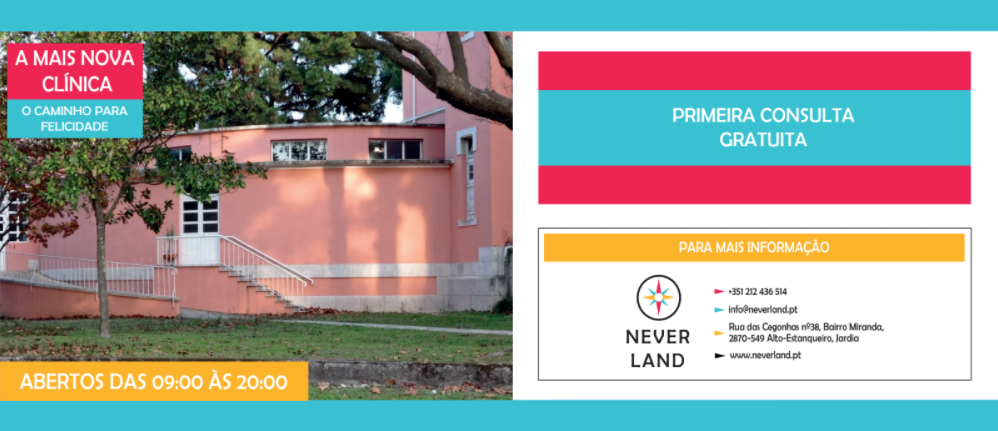 A MAIS NOVA
CLÍNICA
O CAMINHO PARA
FELICIDADE
ABERTOS DAS 09:00 ÀS 20:00
PRIMEIRA CONSULTA
GRATUITA
PARA MAIS INFORMAÇÃO
NEVER
LAND
+351 212 436 514
info@neverland.pt
Rua das Cegonhas nº38, Bairro Miranda,
2870-549 Alto-Estanqueiro, Jardia
www.neverland.pt